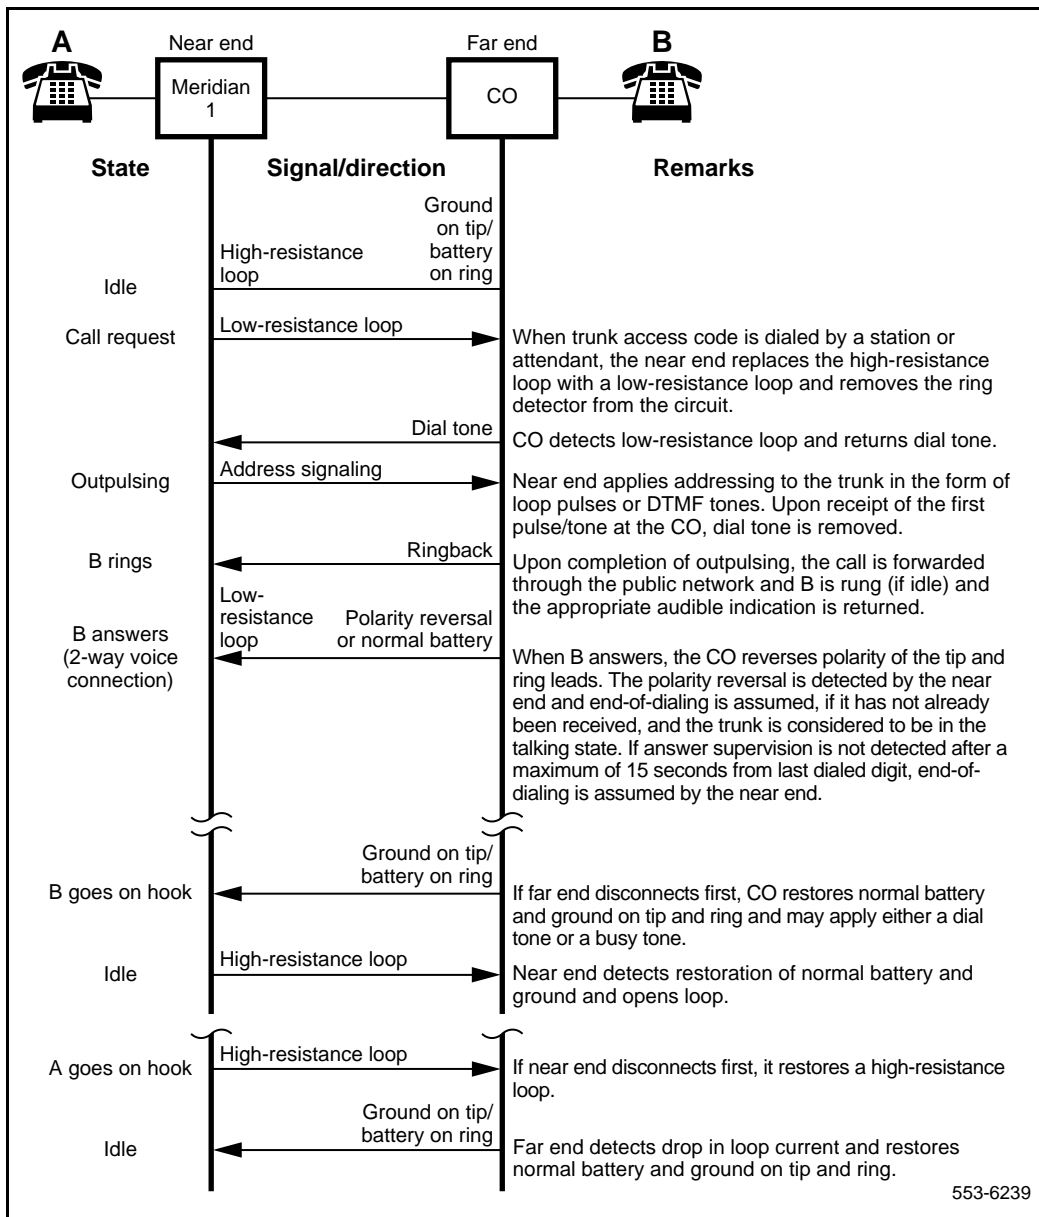 A
Near end
Far end
B
Meridian
1
CO
State
Signal/direction
Remarks
Ground
on tip/
battery
on ring
High-resistance
loop
Idle
Call request
Low-resistance loop
When trunk access code is dialed by a station or
attendant, the near end replaces the high-resistance
loop with a low-resistance loop and removes the ring
detector from the circuit.
Dial tone
CO detects low-resistance loop and returns dial tone.
Outpulsing
Address signaling
Near end applies addressing to the trunk in the form of
loop pulses or DTMF tones. Upon receipt of the first
pulse/tone at the CO, dial tone is removed.
B rings
Ringback
Upon completion of outpulsing, the call is forwarded
through the public network and B is rung (if idle) and
the appropriate audible indication is returned.
B answers
(2-way voice
connection)
Low-
resistance
loop
Polarity reversal
or normal battery
When B answers, the CO reverses polarity of the tip and
ring leads. The polarity reversal is detected by the near
end and end-of-dialing is assumed, if it has not already
been received, and the trunk is considered to be in the
talking state. If answer supervision is not detected after a
maximum of 15 seconds from last dialed digit, end-of-
dialing is assumed by the near end.
Ground on tip/
battery on ring
B goes on hook
If far end disconnects first, CO restores normal battery
and ground on tip and ring and may apply either a dial
tone or a busy tone.
Idle
High-resistance loop
Near end detects restoration of normal battery and
ground and opens loop.
A goes on hook
High-resistance loop
If near end disconnects first, it restores a high-resistance
loop.
Ground on tip/
battery on ring
Idle
Far end detects drop in loop current and restores
normal battery and ground on tip and ring.
553-6239